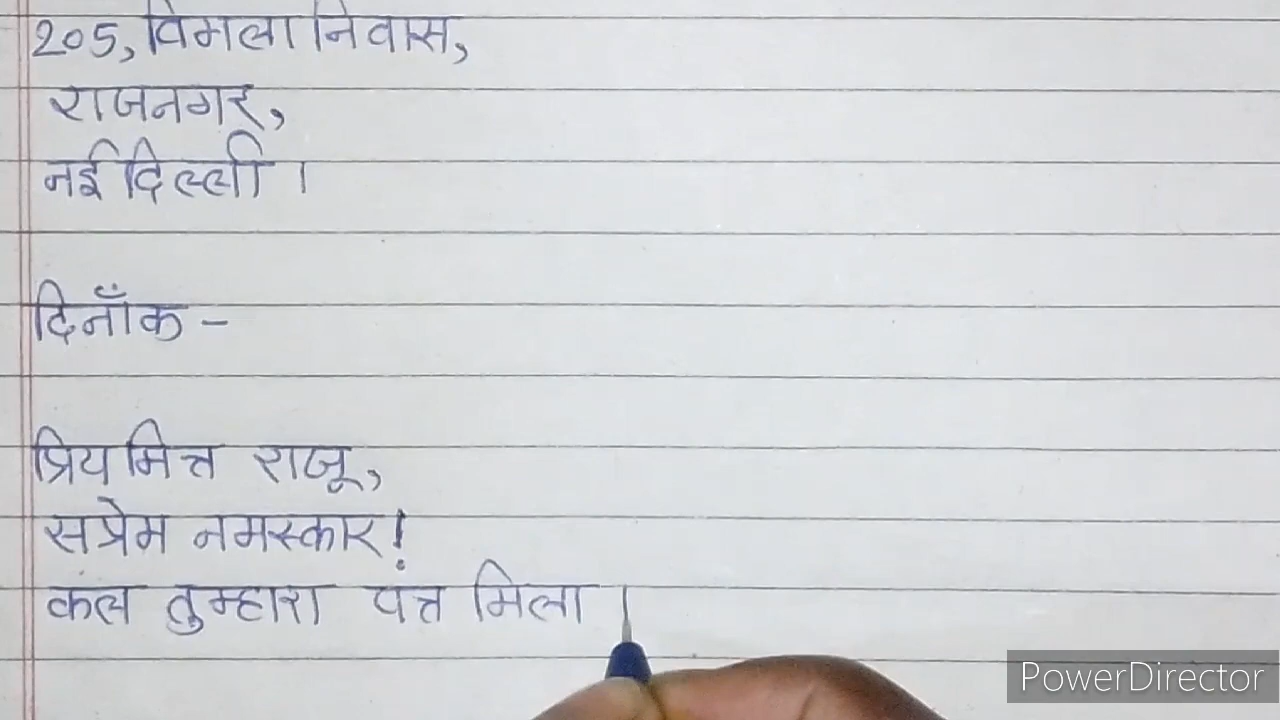 205, विमला निवास,
राजनगर,
नई दिल्ली ।
दिनाँक -
प्रिय मित्र राजू,
सप्रेम नमस्कार!
कल तुम्हारा पत्र मिला ।
PowerDirector